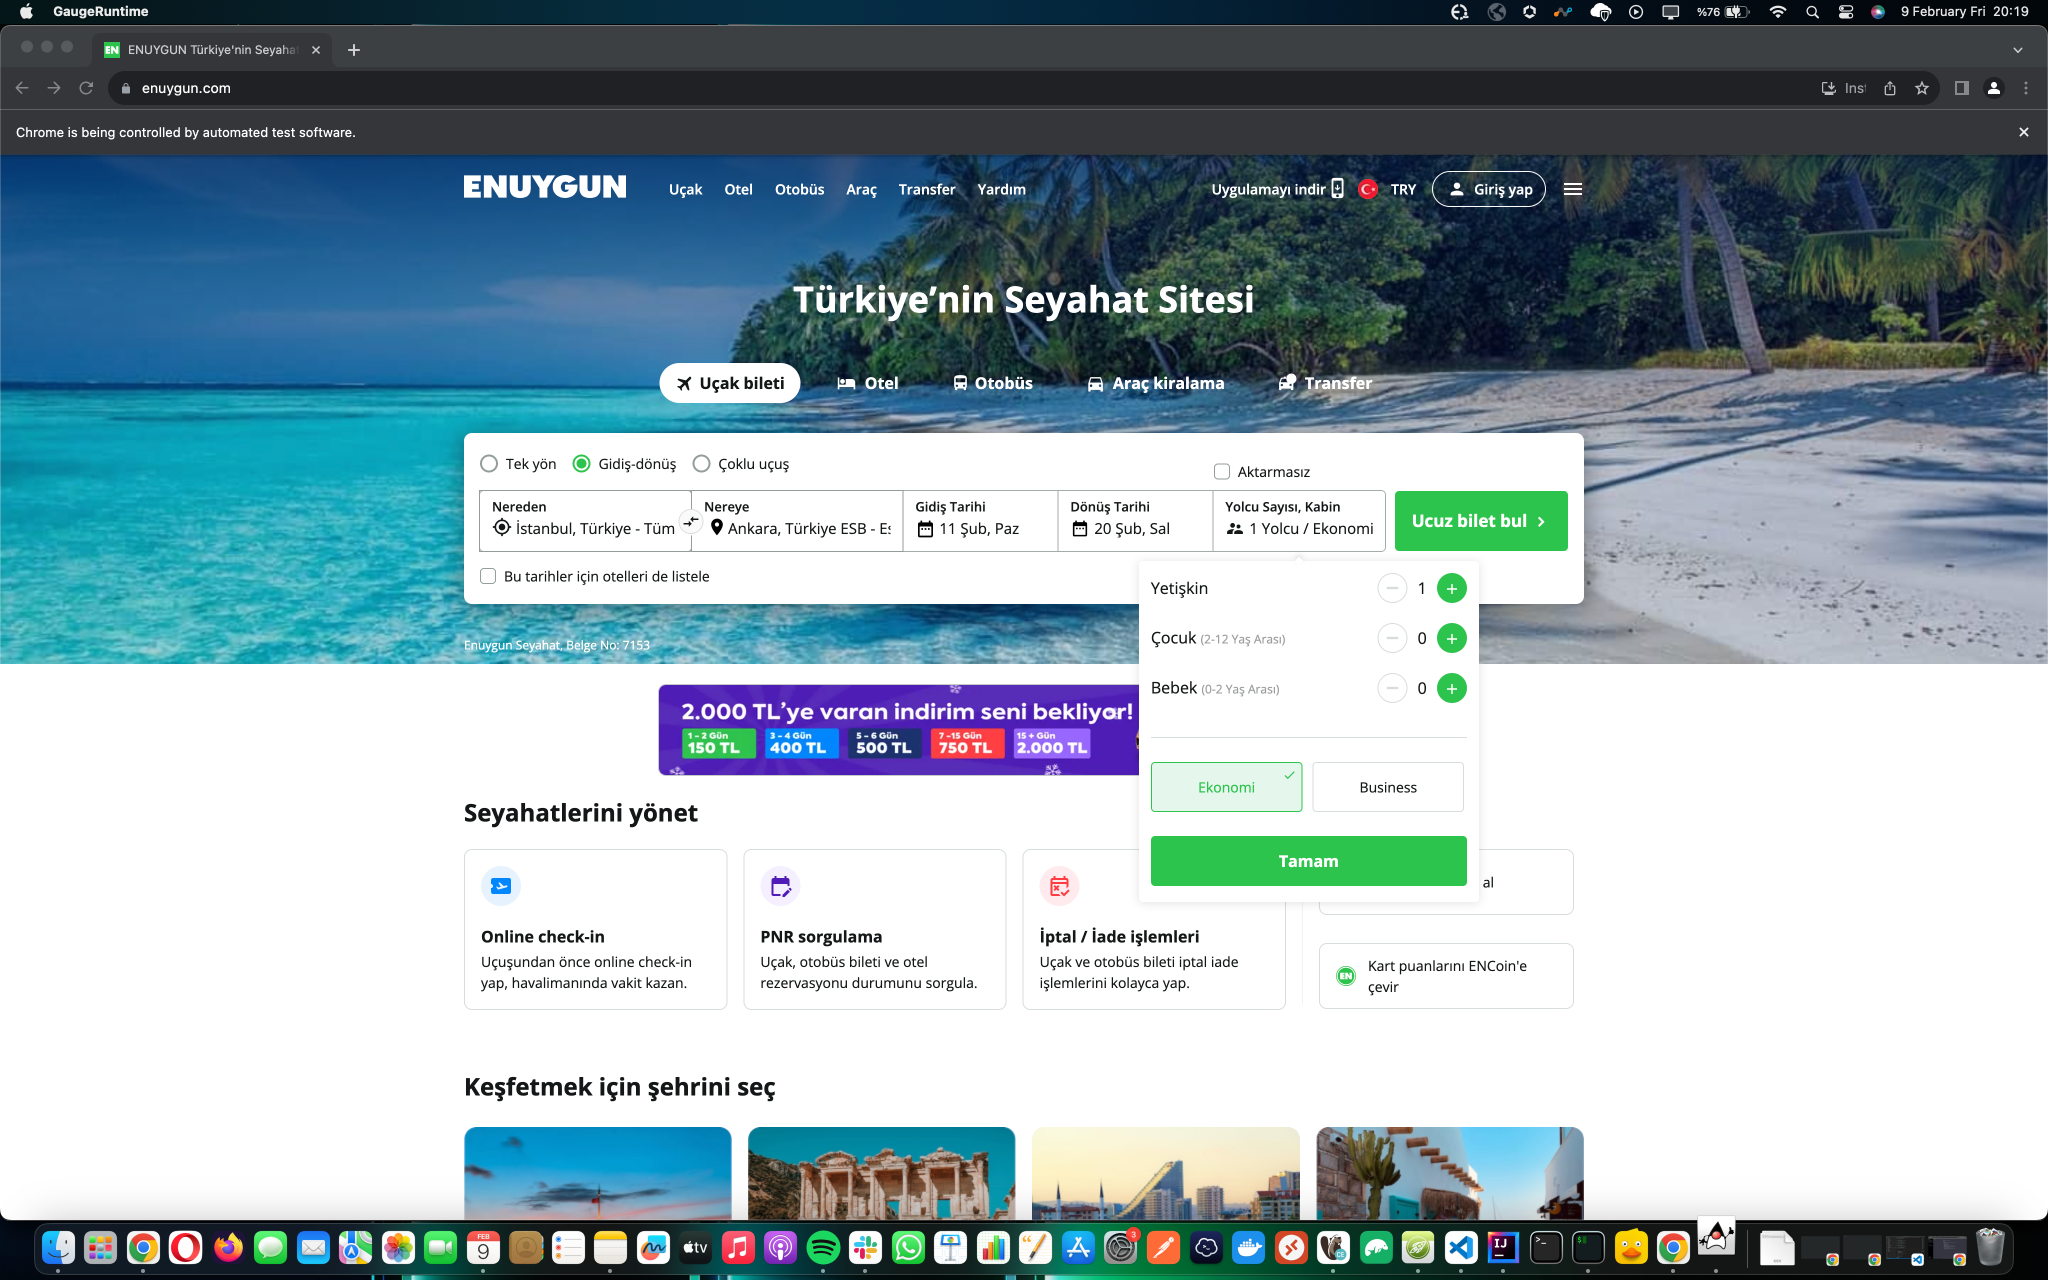 GaugeRuntime
%76
9 February Fri 20:19
EN ENUYGUN Türkiye'nin Seyaha
enuygun.com
Chrome is being controlled by automated test software.
ENUYGUN
Uçak Otel Otobüs Araç Transfer Yardım
Uygulamayı indir TRY Giriş yap
Türkiye'nin Seyahat Sitesi
Uçak bileti Otel Otobüs Araç kiralama Transfer
Tek yön Gidiş-dönüş Çoklu uçuş
Aktarmasız
Nereden Nereye Gidiş Tarihi Dönüş Tarihi Yolcu Sayısı, Kabin
İstanbul, Türkiye - Tüm Ankara, Türkiye ESB - Es 11 Şub, Paz 20 Şub, Sal 1 Yolcu / Ekonomi
Ucuz bilet bul
Bu tarihler için otelleri de listele
Yetişkin 1
Çocuk (2-12 Yaş Arası) 0
Bebek (0-2 Yaş Arası) 0
Ekonomi Business
Tamam
Enuygun Seyahat, Belge No: 7153
2.000 TL'ye varan indirim seni bekliyor!
1 - 2 Gün 3 - 4 Gün 5 - 6 Gün 7 -15 Gün 15 + Gün
150 TL 400 TL 500 TL 750 TL 2.000 TL
Seyahatlerini yönet
Online check-in
Uçuşundan önce online check-in
yap, havalimanında vakit kazan.
PNR sorgulama
Uçak, otobüs bileti ve otel
rezervasyonu durumunu sorgula.
İptal / İade işlemleri
Uçak ve otobüs bileti iptal iade
işlemlerini kolayca yap.
al
EN
Kart puanlarını ENCoin'e
çevir
Keşfetmek için şehrini seç
FEB
9
tv
3
CE
IJ